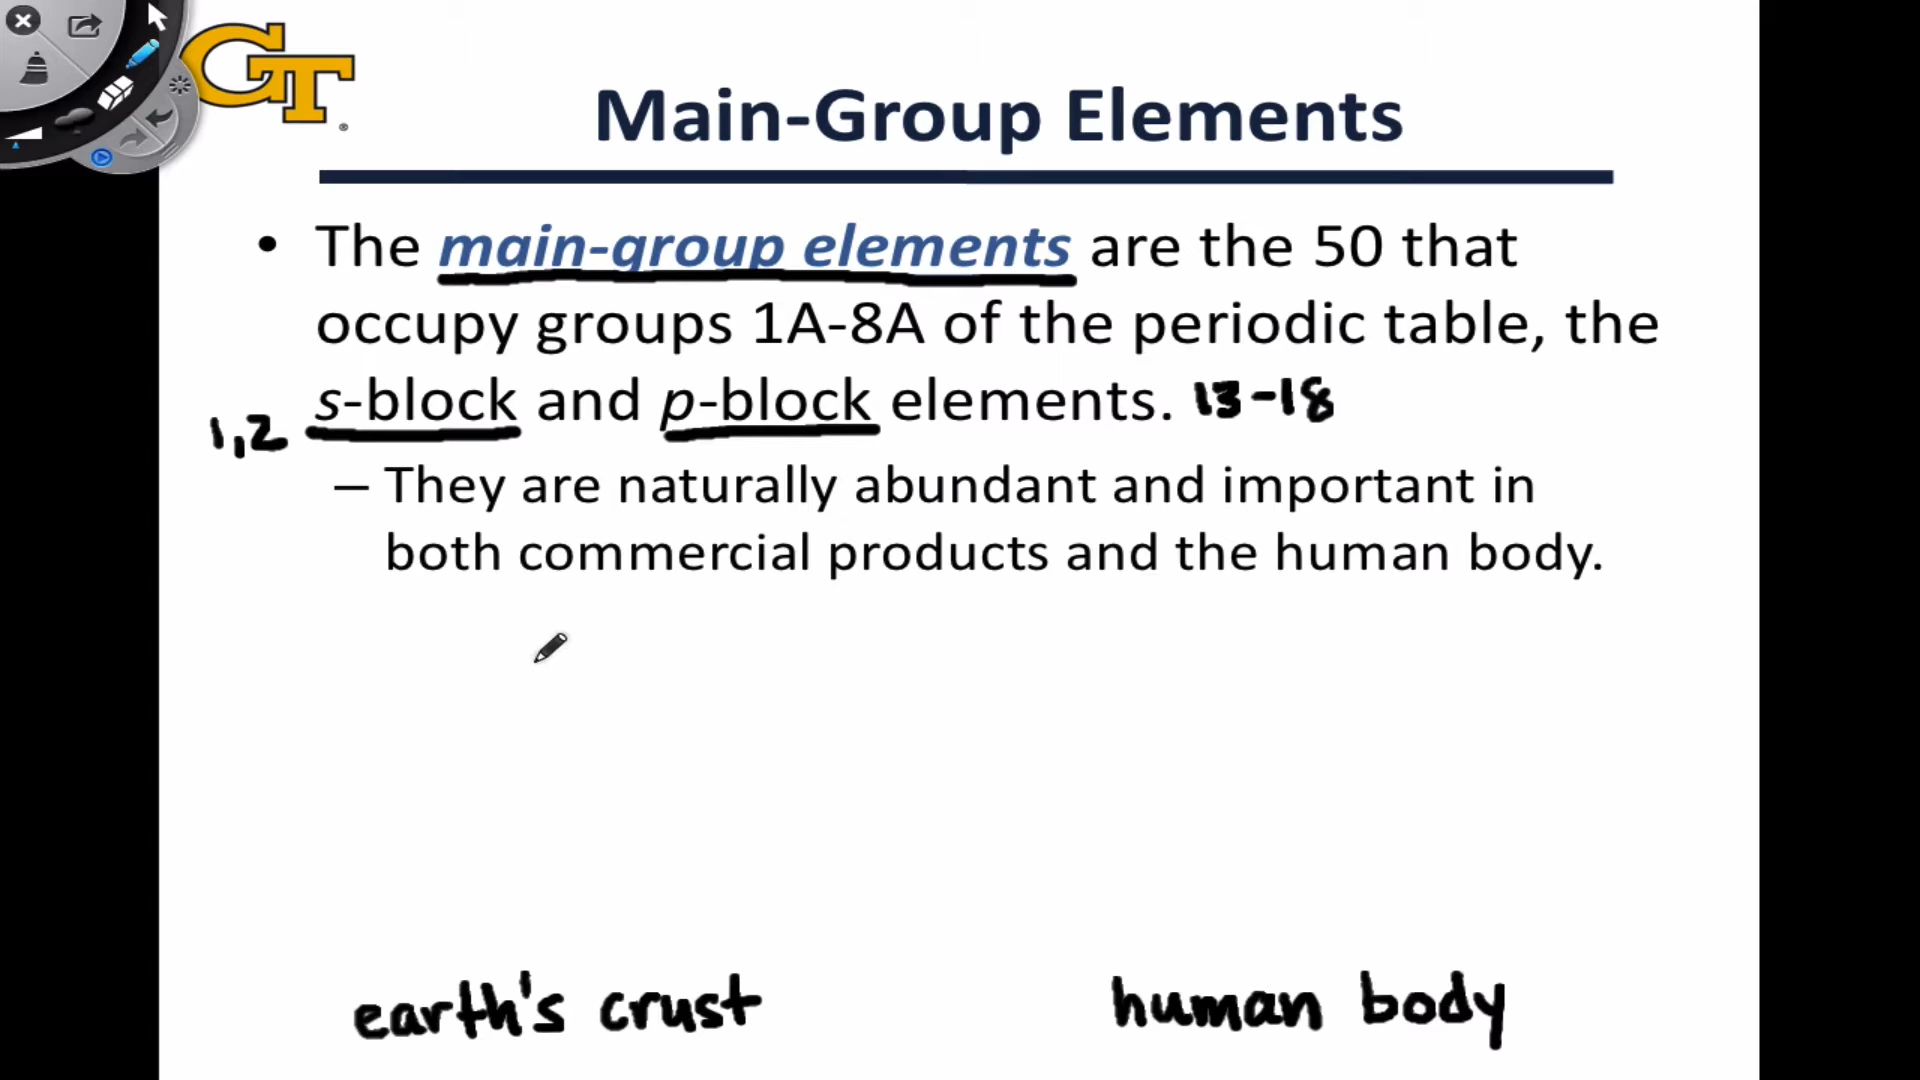 GT
®
Main-Group Elements
• The main-group elements are the 50 that
occupy groups 1A-8A of the periodic table, the
s-block and p-block elements. 13-18
1,2
– They are naturally abundant and important in
both commercial products and the human body.
earth's crust
human body